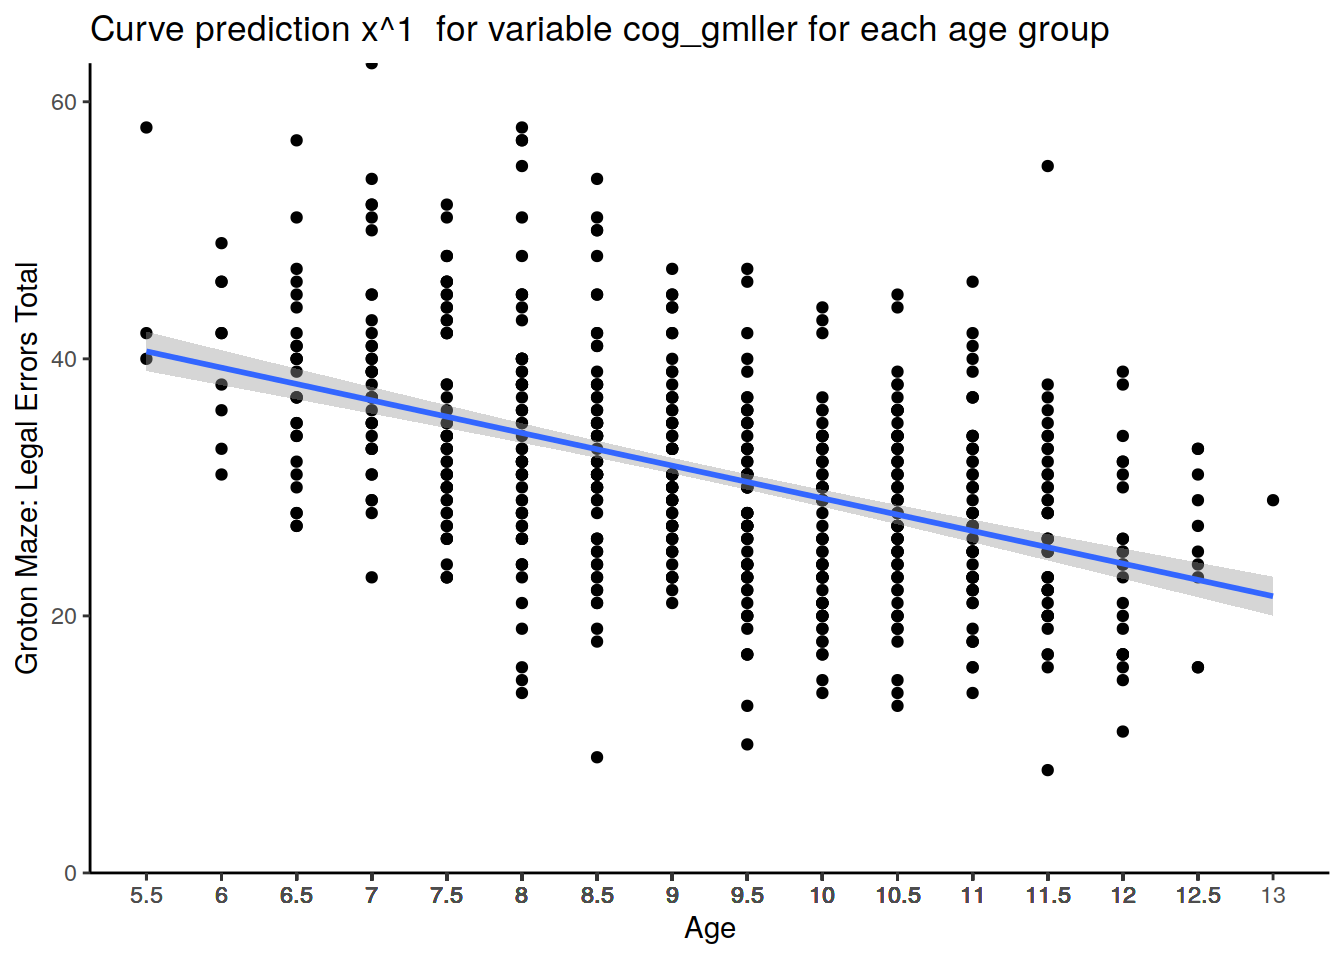 Curve prediction x^1  for variable cog_gmller for each age group
Groton Maze: Legal Errors Total
60
40
20
0
5.5 6 6.5 7 7.5 8 8.5 9 9.5 10 10.5 11 11.5 12 12.5 13
Age